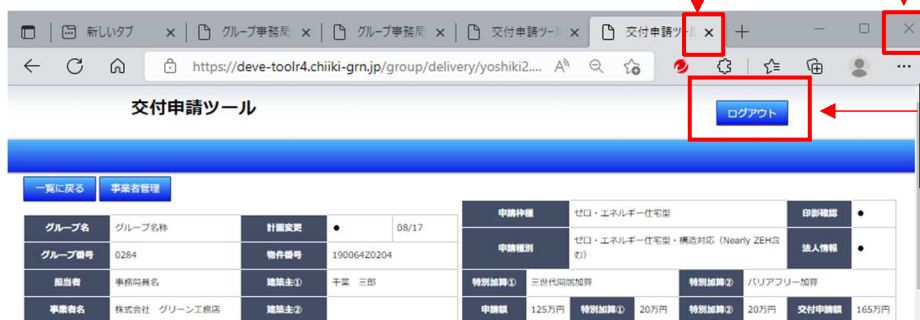 新しいタブ グループ事務局 グループ事務局 交付申請ツール 交付申請ツール
https://deve-toolr4.chiiki-grn.jp/group/delivery/yoshiki2....
交付申請ツール ログアウト
一覧に戻る 事業者管理
グループ名 グループ名称 計画変更 ● 08/17
グループ番号 0284 物件番号 19006Z0204
担当者 事務局員名 建築主① 千葉 三郎
事業者名 株式会社 グリーン工務店 建築主②
申請枠種 ゼロ・エネルギー住宅型 印影確認 ●
申請種別 ゼロ・エネルギー住宅型・構造対応（Nearly ZEH含む） 法人情報 ●
特別加算① 三世代同居加算 特別加算② バリアフリー加算
申請額 125万円 特別加算① 20万円 特別加算② 20万円 交付申請額 165万円